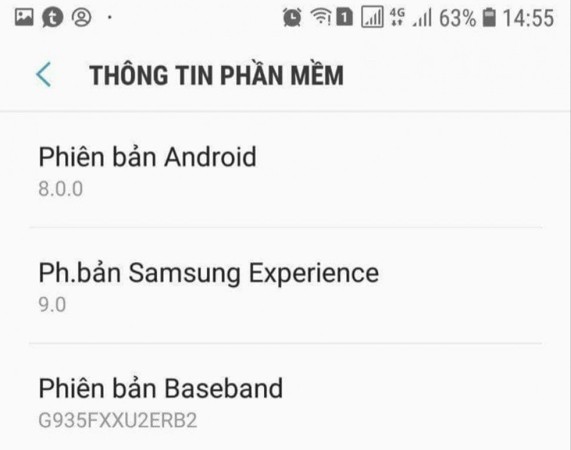 1 4G 63% 14:55
THÔNG TIN PHẦN MỀM
Phiên bản Android
8.0.0
Ph.bản Samsung Experience
9.0
Phiên bản Baseband
G935FXXU2ERB2